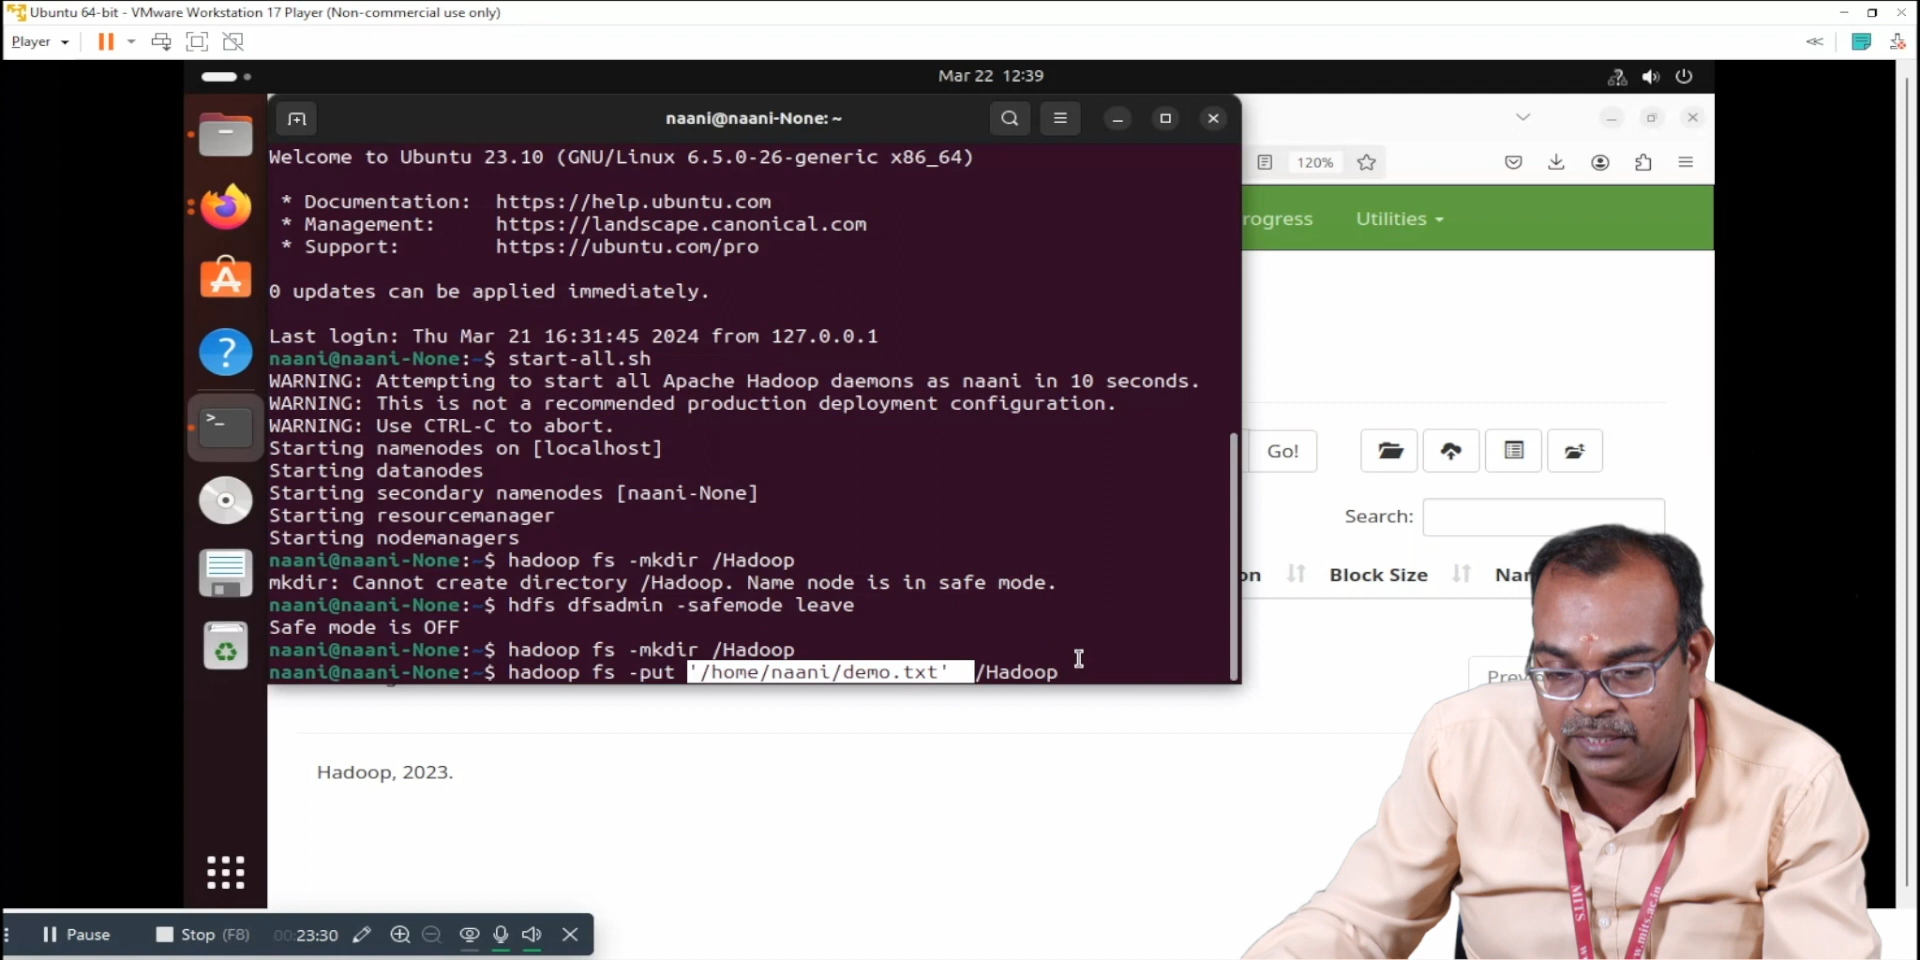 Ubuntu 64-bit - VMware Workstation 17 Player (Non-commercial use only)
Player
Mar 22 12:39
naani@naani-None: ~
Welcome to Ubuntu 23.10 (GNU/Linux 6.5.0-26-generic x86_64)
* Documentation: https://help.ubuntu.com
* Management: https://landscape.canonical.com
* Support: https://ubuntu.com/pro
0 updates can be applied immediately.
Last login: Thu Mar 21 16:31:45 2024 from 127.0.0.1
naani@naani-None:~$ start-all.sh
WARNING: Attempting to start all Apache Hadoop daemons as naani in 10 seconds.
WARNING: This is not a recommended production deployment configuration.
WARNING: Use CTRL-C to abort.
Starting namenodes on [localhost]
Starting datanodes
Starting secondary namenodes [naani-None]
Starting resourcemanager
Starting nodemanagers
naani@naani-None:~$ hadoop fs -mkdir /Hadoop
mkdir: Cannot create directory /Hadoop. Name node is in safe mode.
naani@naani-None:~$ hdfs dfsadmin -safemode leave
Safe mode is OFF
naani@naani-None:~$ hadoop fs -mkdir /Hadoop
naani@naani-None:~$ hadoop fs -put '/home/naani/demo.txt' /Hadoop
120%
rogress Utilities
Go!
Search:
on Block Size Na
Prev
Hadoop, 2023.
MITS
www.mits.ac.in
Pause Stop (F8) 00:23:30